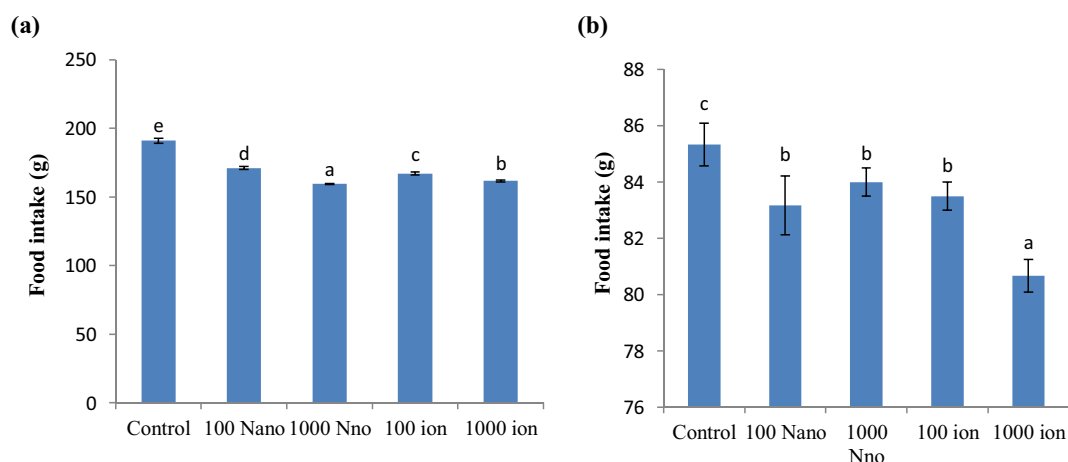 (a)
Food intake (g)
250
200
150
100
50
0
e
d
a
c
b
Control 100 Nano 1000 Nno 100 ion 1000 ion
(b)
Food intake (g)
88
86
84
82
80
78
76
c
b
b
b
a
Control 100 Nano 1000 100 ion 1000 ion
Nno